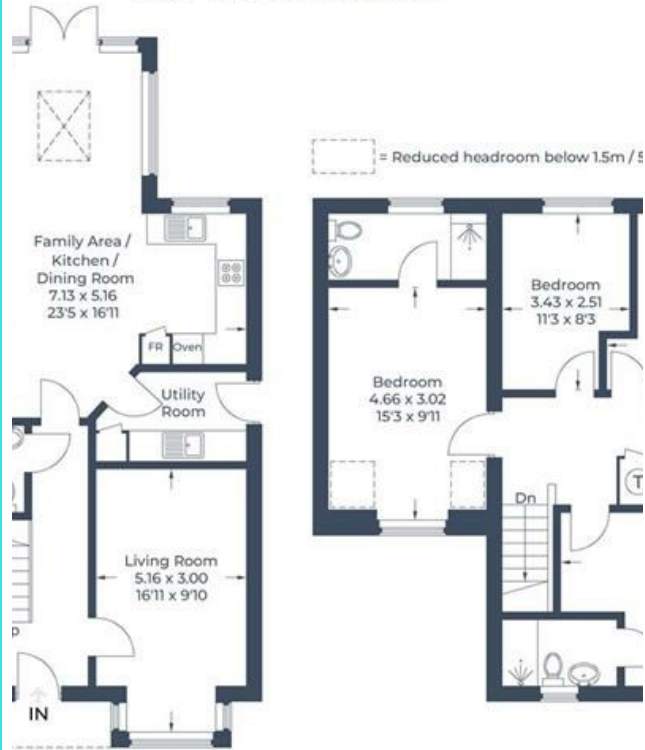 = Reduced headroom below 1.5m / 5
Family Area /
Kitchen /
Dining Room
7.13 x 5.16
23'5 x 16'11
FR
Oven
Utility
Room
Living Room
5.16 x 3.00
16'11 x 9'10
IN
Bedroom
4.66 x 3.02
15'3 x 9'11
Bedroom
3.43 x 2.51
11'3 x 8'3
Dn
T